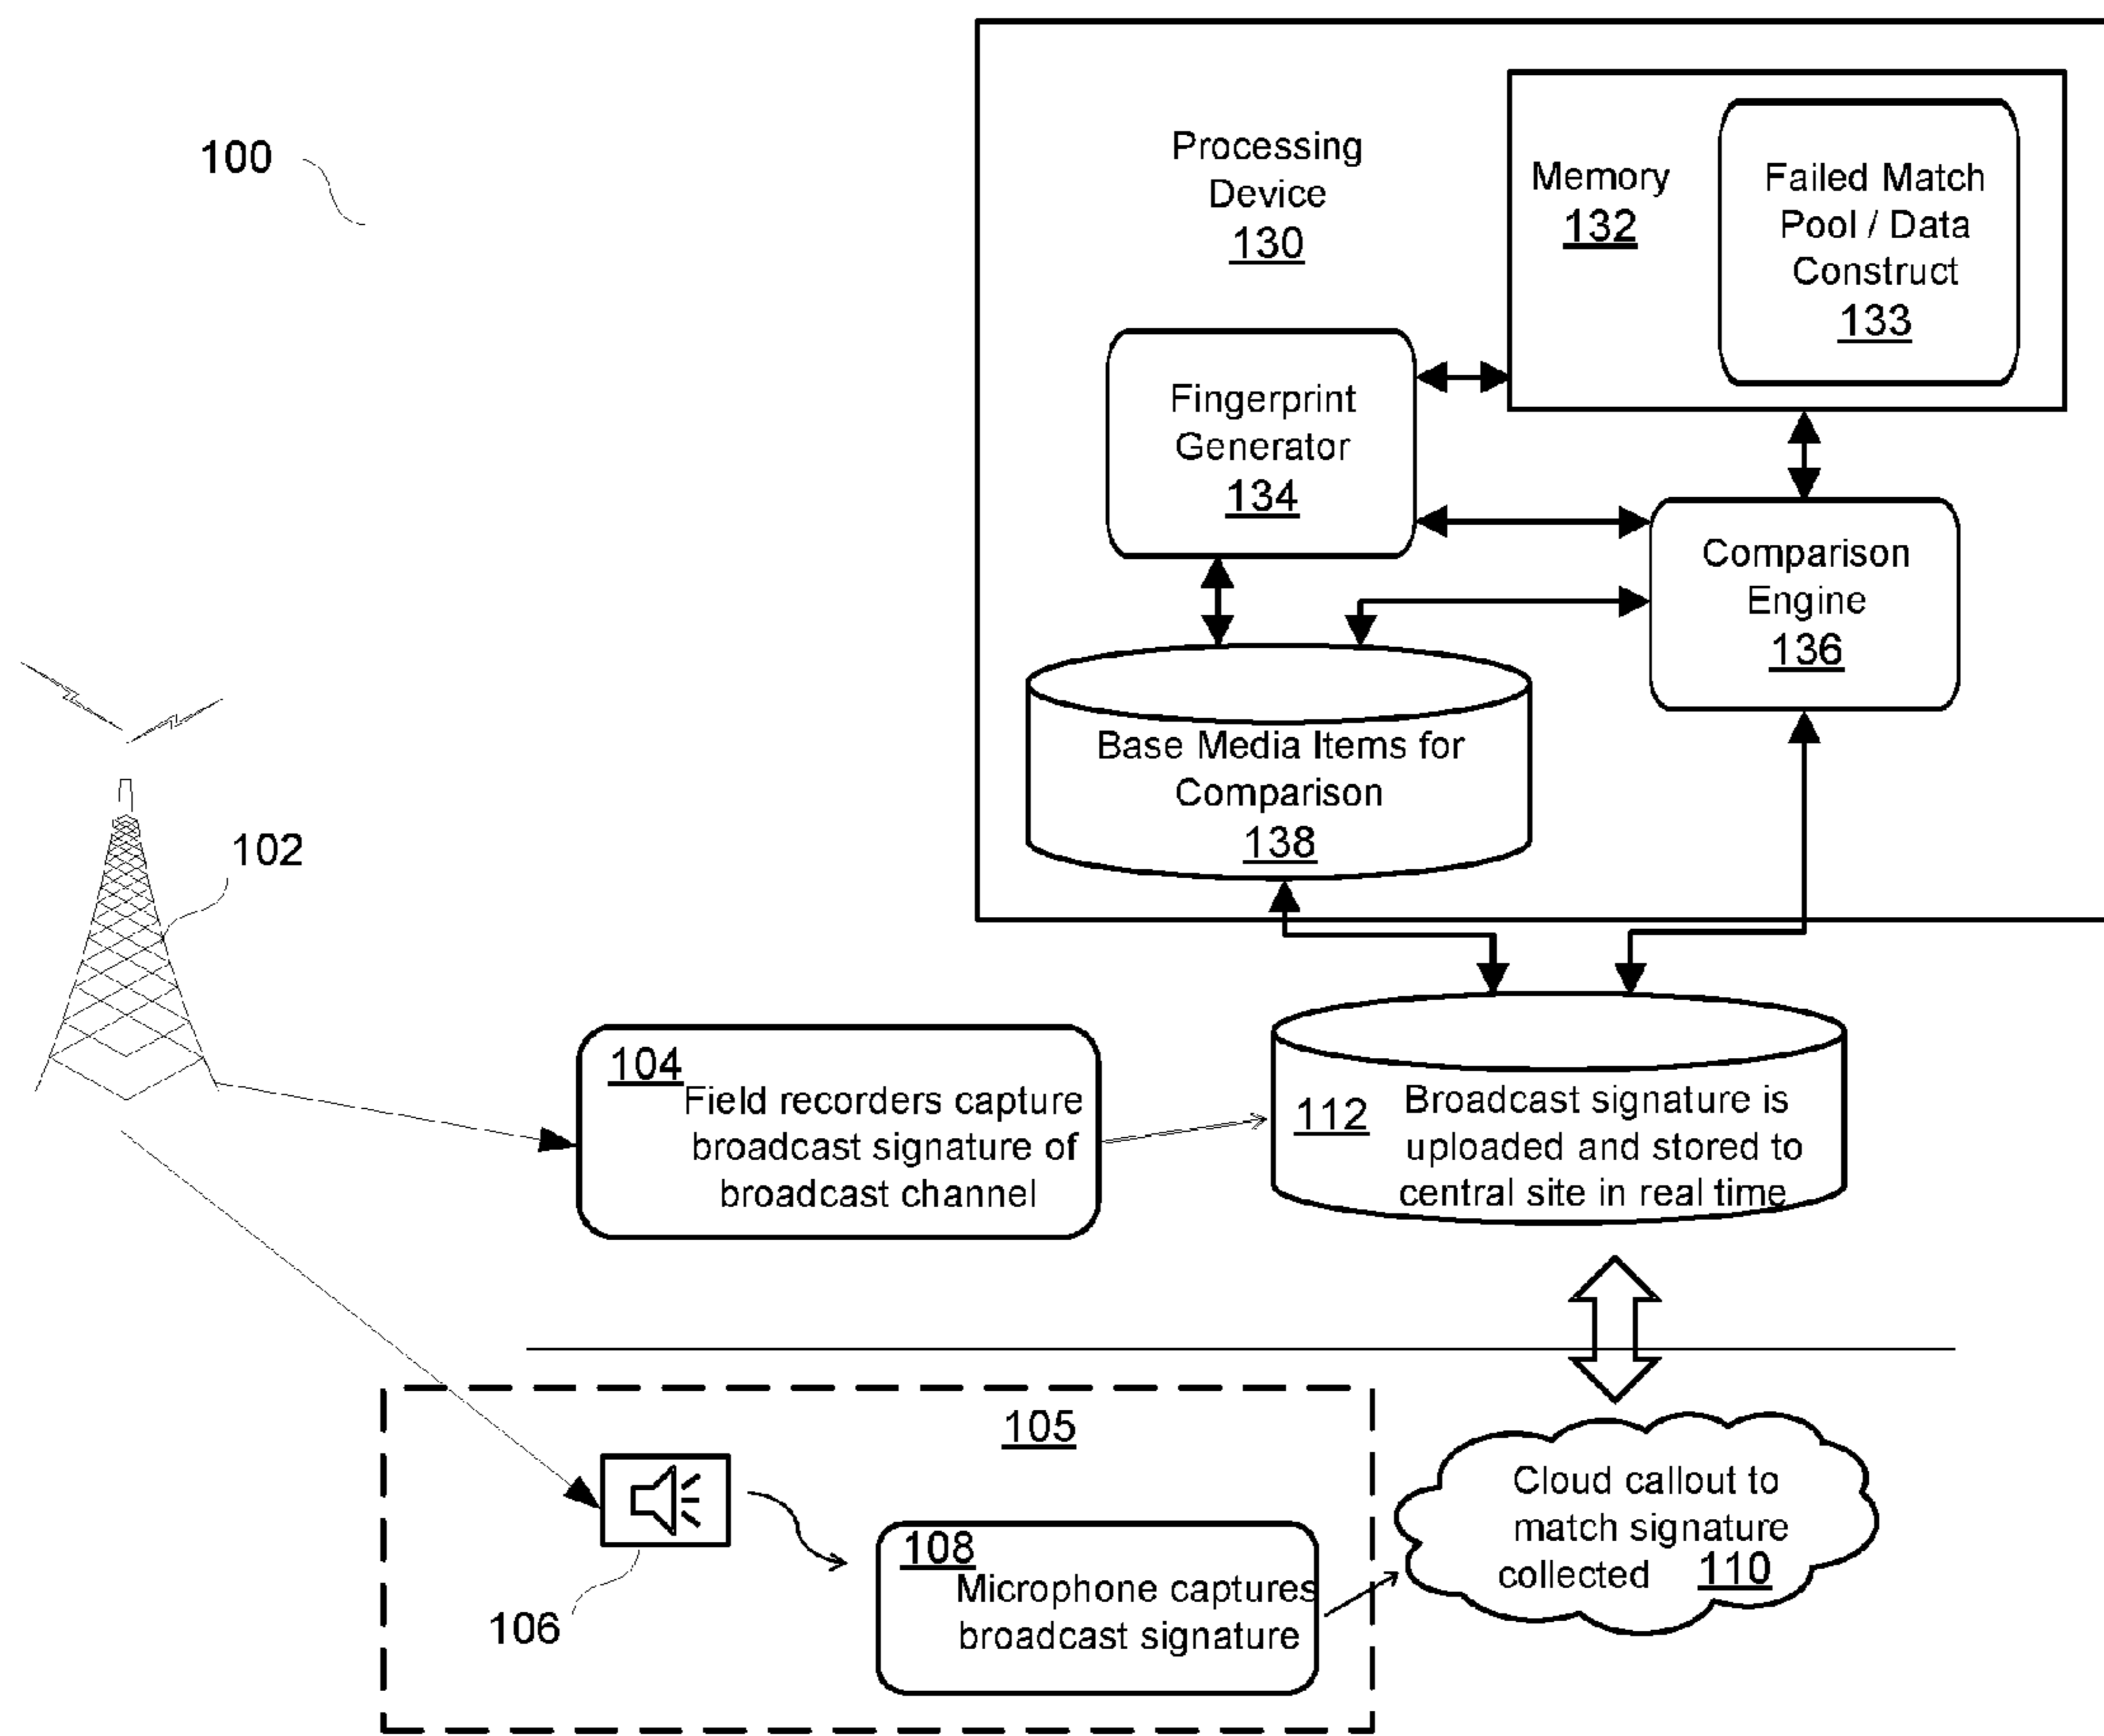 100
Processing
Device
130
Memory
132
Failed Match
Pool / Data
Construct
133
Fingerprint
Generator
134
Comparison
Engine
136
Base Media Items for
Comparison
138
102
104
Field recorders capture
broadcast signature of
broadcast channel
112
Broadcast signature is
uploaded and stored to
central site in real time
105
106
108
Microphone captures
broadcast signature
Cloud callout to
match signature
collected 110